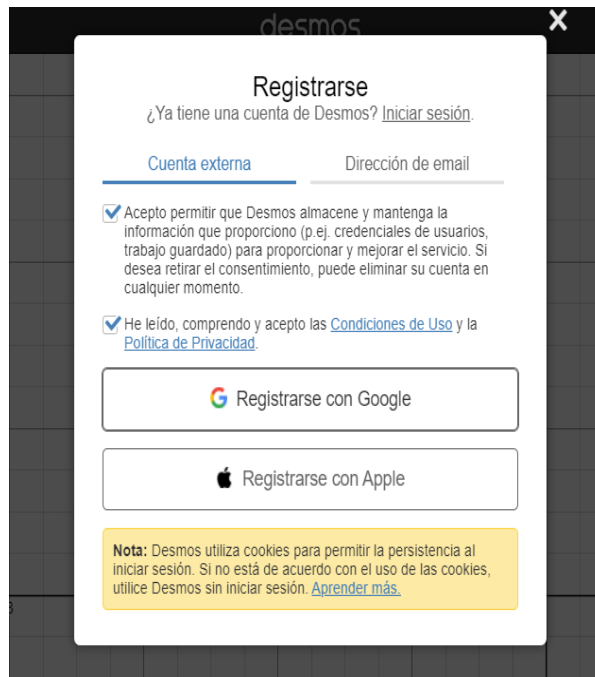 desmos
Registrarse
¿Ya tiene una cuenta de Desmos? Iniciar sesión.
Cuenta externa
Dirección de email
Acepto permitir que Desmos almacene y mantenga la
información que proporciono (p.ej. credenciales de usuarios,
trabajo guardado) para proporcionar y mejorar el servicio. Si
desea retirar el consentimiento, puede eliminar su cuenta en
cualquier momento.
He leído, comprendo y acepto las Condiciones de Uso y la
Política de Privacidad.
Registrarse con Google
Registrarse con Apple
Nota: Desmos utiliza cookies para permitir la persistencia al
iniciar sesión. Si no está de acuerdo con el uso de las cookies,
utilice Desmos sin iniciar sesión. Aprender más.